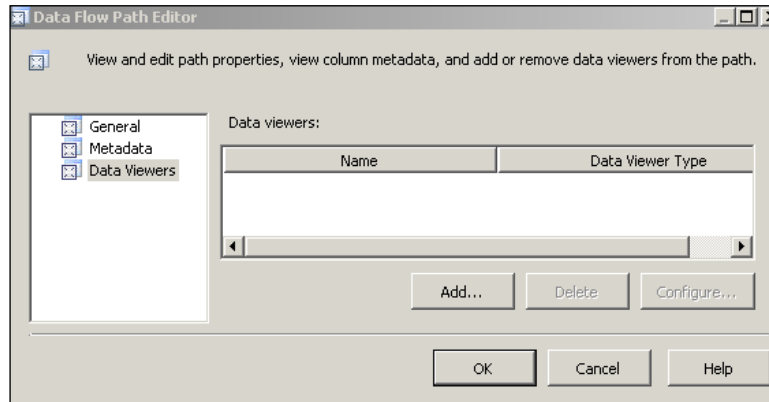 Data Flow Path Editor
View and edit path properties, view column metadata, and add or remove data viewers from the path.
General
Metadata
Data Viewers
Data viewers:
Name
Data Viewer Type
Add...
Delete
Configure...
OK
Cancel
Help